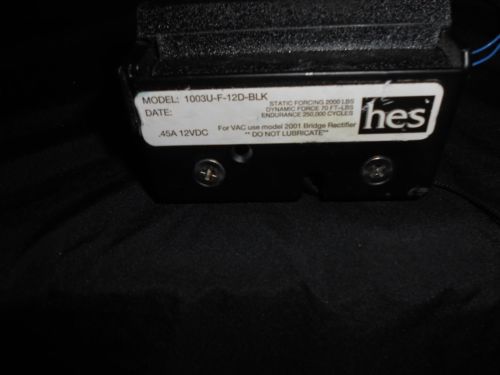 MODEL: 1003U-F-12D-BLK
DATE:
STATIC FORCING 2000 LBS
DYNAMIC FORCE 70 FT-LBS
ENDURANCE 250,000 CYCLES
.45A 12VDC
For VAC use model 2001 Bridge Rectifier
** DO NOT LUBRICATE**
hes